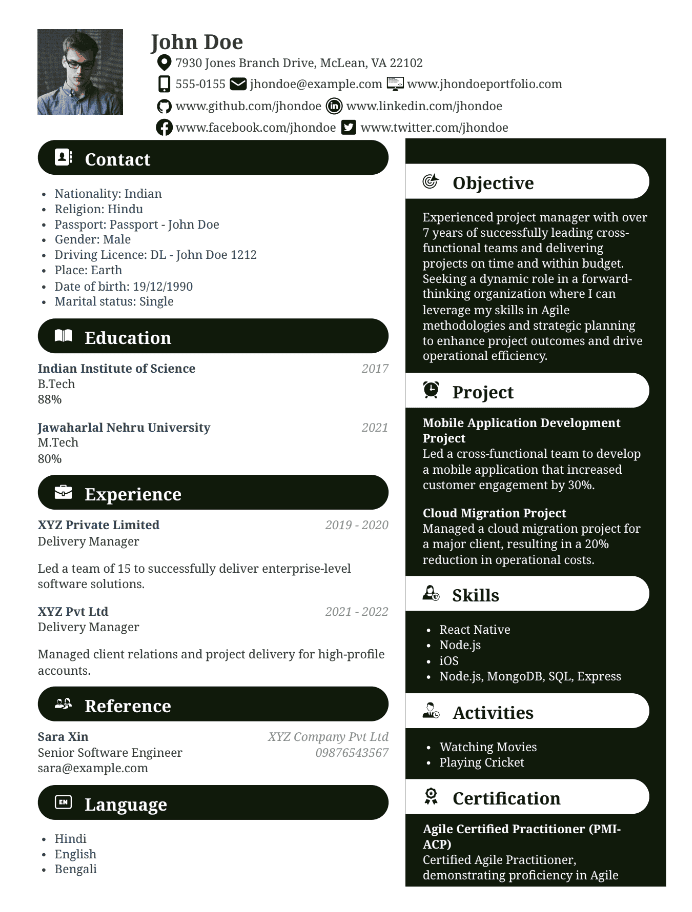 John Doe
7930 Jones Branch Drive, McLean, VA 22102
555-0155 jhondoe@example.com www.jhondoeportfolio.com
www.github.com/jhondoe www.linkedin.com/jhondoe
www.facebook.com/jhondoe www.twitter.com/jhondoe
Contact
• Nationality: Indian
• Religion: Hindu
• Passport: Passport - John Doe
• Gender: Male
• Driving Licence: DL - John Doe 1212
• Place: Earth
• Date of birth: 19/12/1990
• Marital status: Single
Education
Indian Institute of Science 2017
B.Tech
88%
Jawaharlal Nehru University 2021
M.Tech
80%
Experience
XYZ Private Limited 2019 - 2020
Delivery Manager
Led a team of 15 to successfully deliver enterprise-level
software solutions.
XYZ Pvt Ltd 2021 - 2022
Delivery Manager
Managed client relations and project delivery for high-profile
accounts.
Reference
Sara Xin XYZ Company Pvt Ltd
Senior Software Engineer 09876543567
sara@example.com
EN Language
• Hindi
• English
• Bengali
Objective
Experienced project manager with over
7 years of successfully leading cross-
functional teams and delivering
projects on time and within budget.
Seeking a dynamic role in a forward-
thinking organization where I can
leverage my skills in Agile
methodologies and strategic planning
to enhance project outcomes and drive
operational efficiency.
Project
Mobile Application Development
Project
Led a cross-functional team to develop
a mobile application that increased
customer engagement by 30%.
Cloud Migration Project
Managed a cloud migration project for
a major client, resulting in a 20%
reduction in operational costs.
Skills
• React Native
• Node.js
• iOS
• Node.js, MongoDB, SQL, Express
Activities
• Watching Movies
• Playing Cricket
Certification
Agile Certified Practitioner (PMI-
ACP)
Certified Agile Practitioner,
demonstrating proficiency in Agile